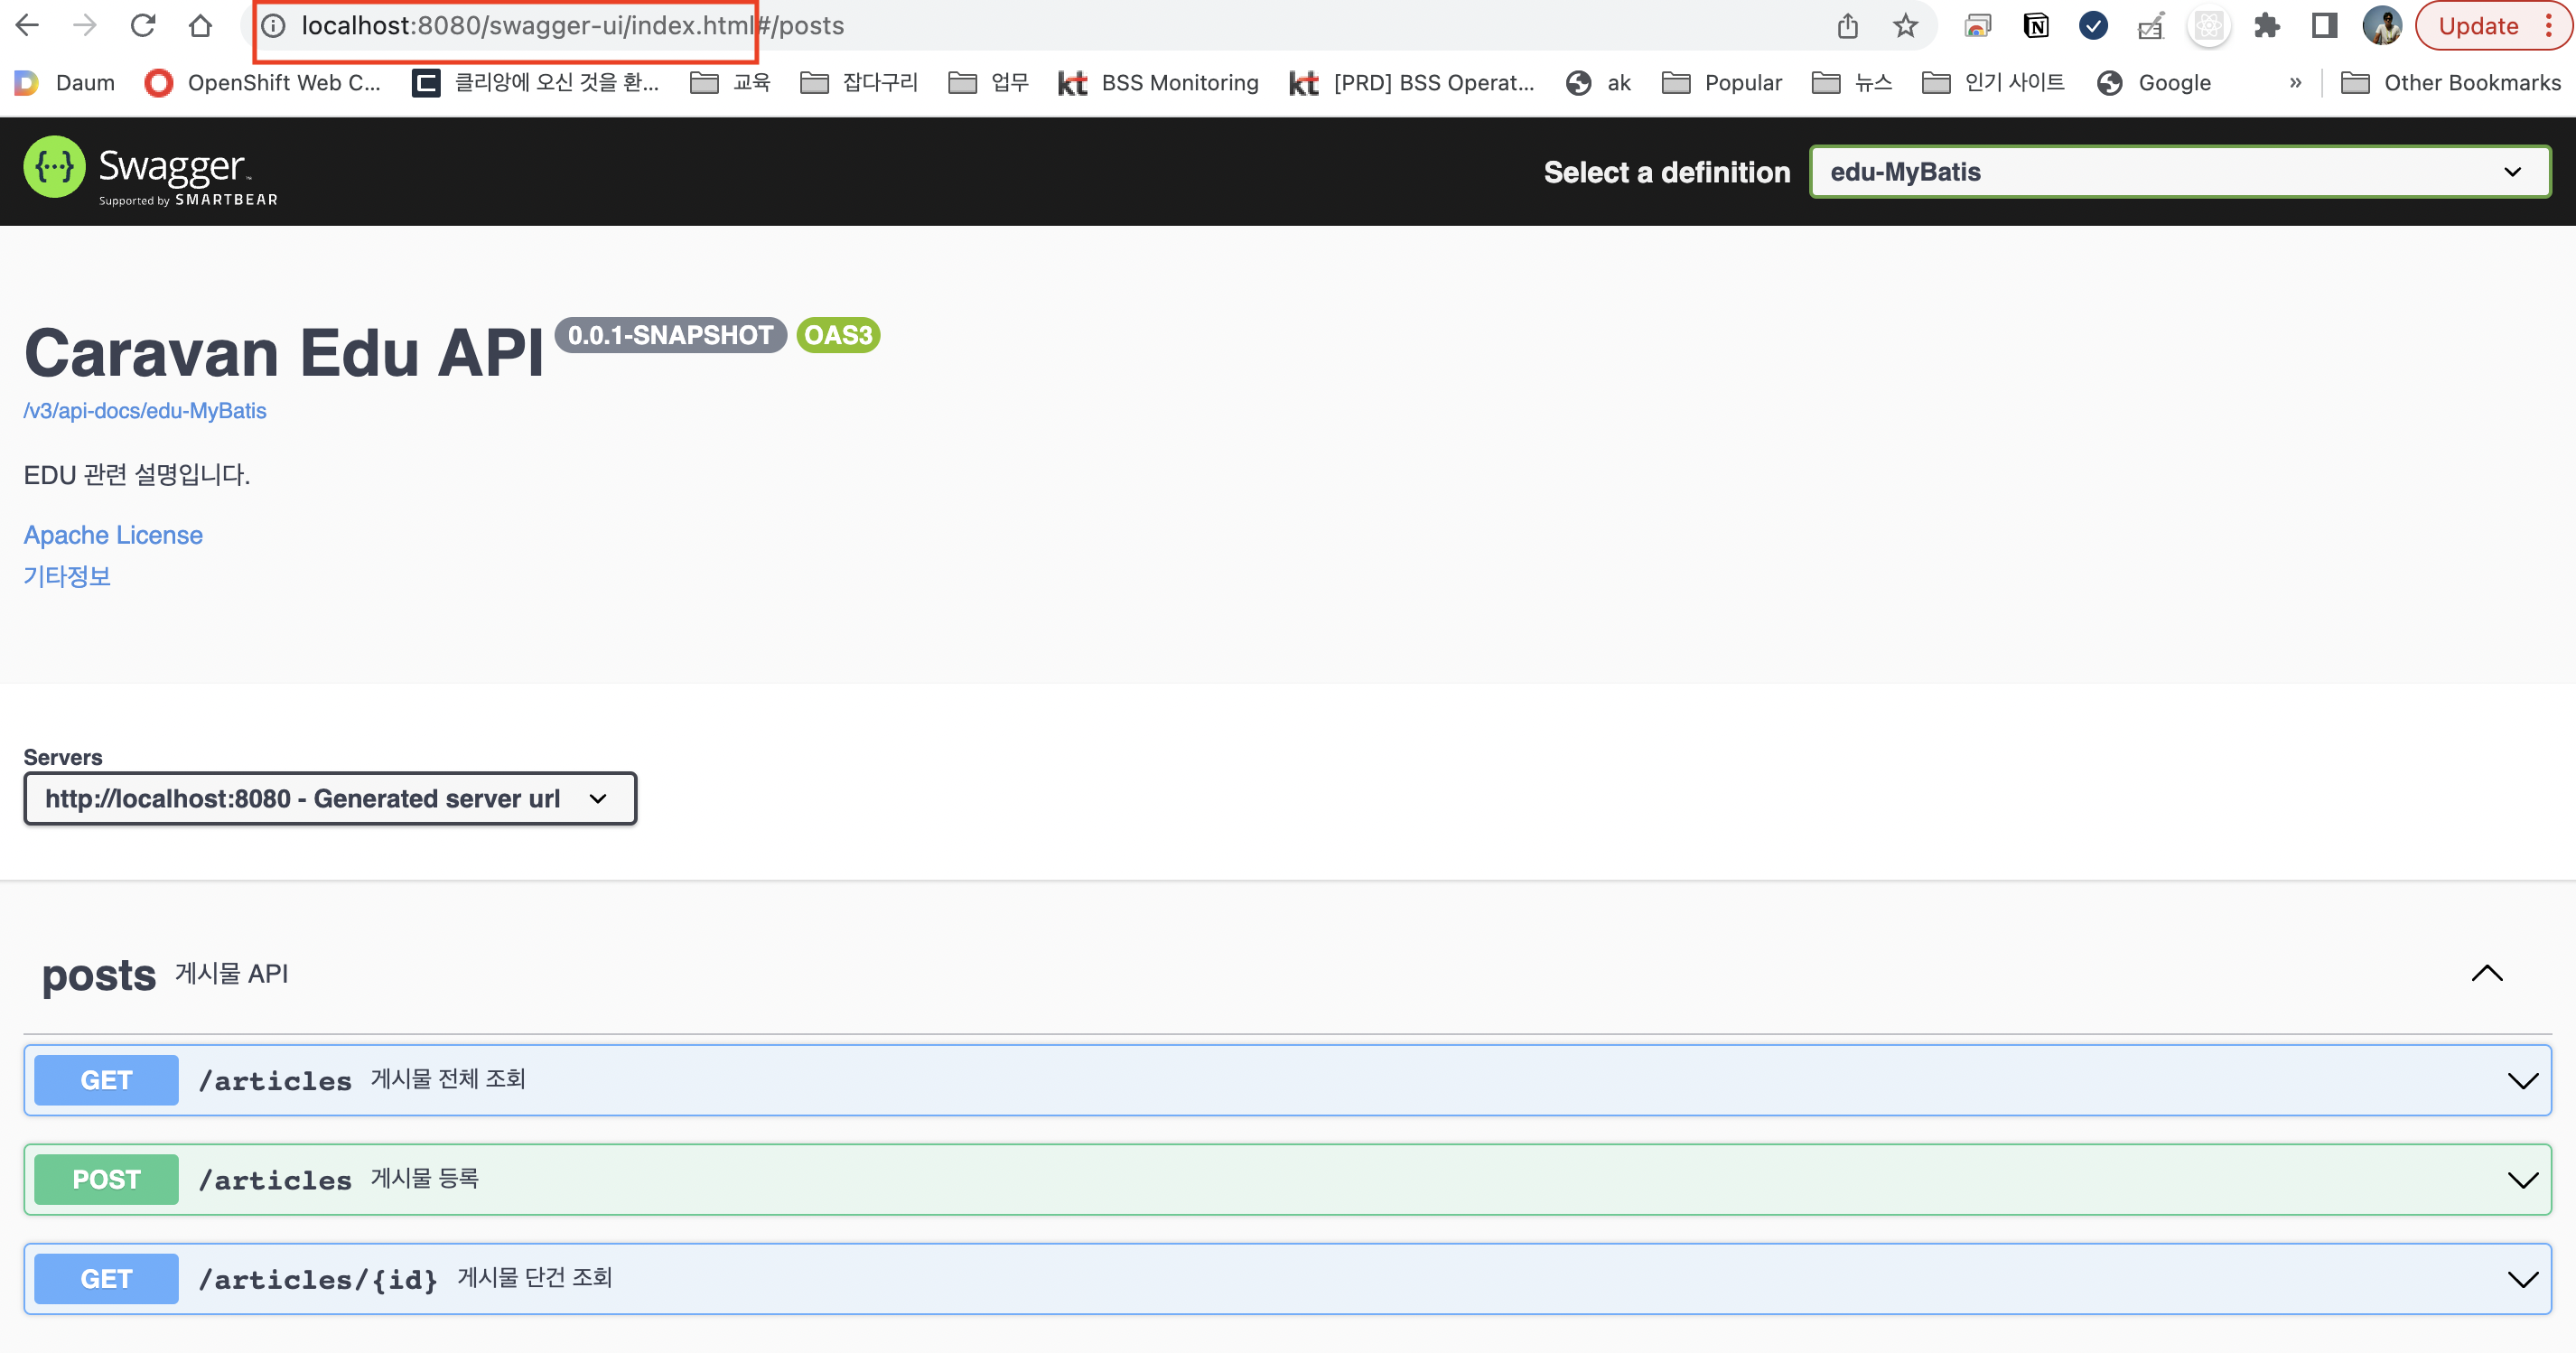 localhost:8080/swagger-ui/index.html#/posts
Update
Daum
OpenShift Web C...
클리앙에 오신 것을 환...
교육
잡다구리
업무
kt BSS Monitoring
kt [PRD] BSS Operat...
ak
Popular
뉴스
인기 사이트
Google
»
Other Bookmarks
{···} Swagger™
Supported by SMARTBEAR
Select a definition
edu-MyBatis
Caravan Edu API 0.0.1-SNAPSHOT OAS3
/v3/api-docs/edu-MyBatis
EDU 관련 설명입니다.
Apache License
기타정보
Servers
http://localhost:8080 - Generated server url
posts 게시물 API
GET /articles 게시물 전체 조회
POST /articles 게시물 등록
GET /articles/{id} 게시물 단건 조회